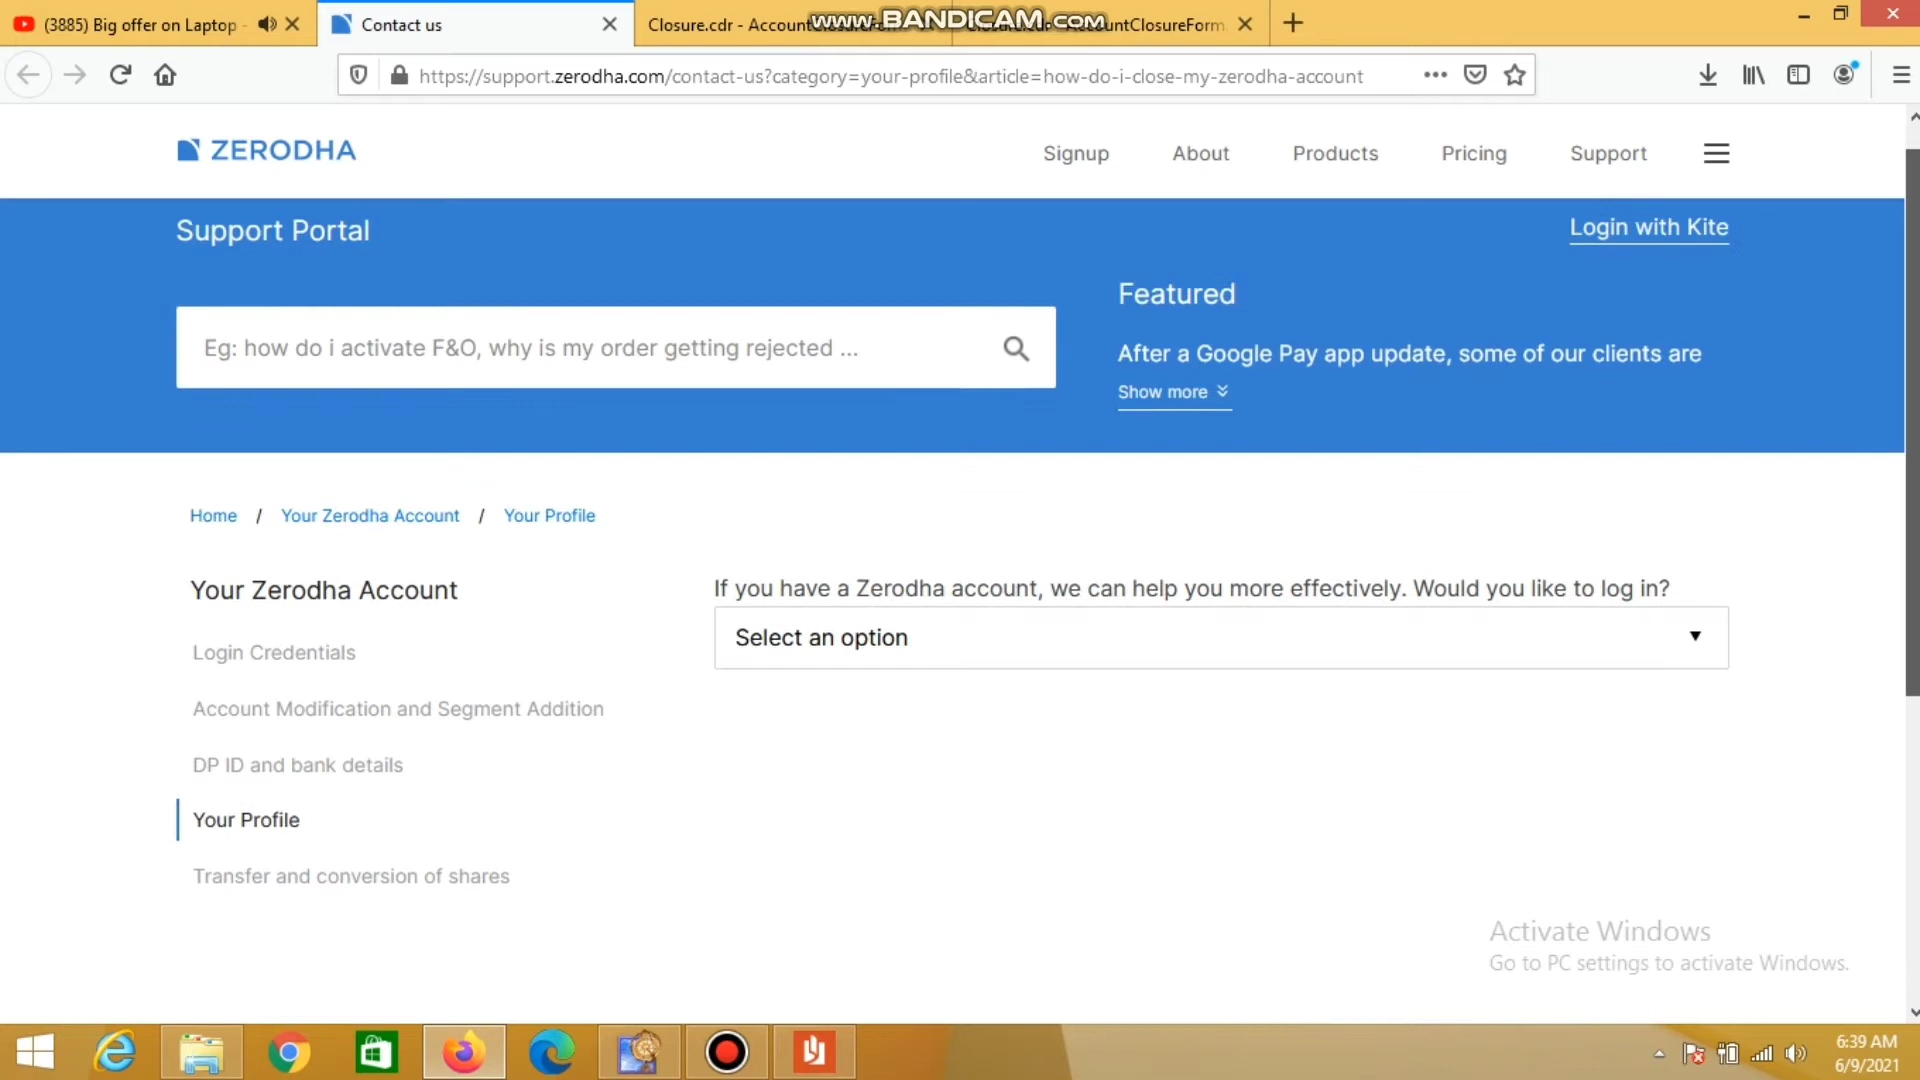 (3885) Big offer on Laptop -
Contact us
Closure.cdr - Account
www.BANDICAM.com
AccountClosureForm.
https://support.zerodha.com/contact-us?category=your-profile&article=how-do-i-close-my-zerodha-account
ZERODHA
Signup
About
Products
Pricing
Support
Support Portal
Login with Kite
Eg: how do i activate F&O, why is my order getting rejected ...
Featured
After a Google Pay app update, some of our clients are
Show more
Home / Your Zerodha Account / Your Profile
Your Zerodha Account
Login Credentials
Account Modification and Segment Addition
DP ID and bank details
Your Profile
Transfer and conversion of shares
If you have a Zerodha account, we can help you more effectively. Would you like to log in?
Select an option
Activate Windows
Go to PC settings to activate Windows.
6:39 AM
6/9/2021